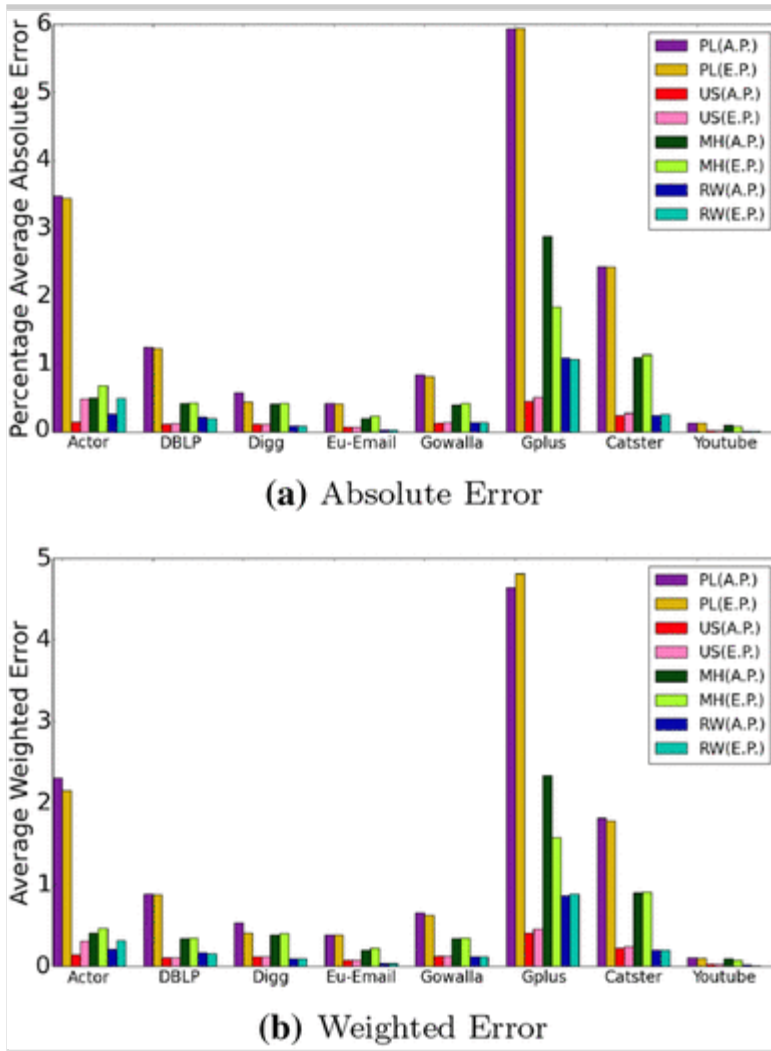 Percentage Average Absolute Error
6
5
4
3
2
1
0
PL(A.P.)
PL(E.P.)
US(A.P.)
US(E.P.)
MH(A.P.)
MH(E.P.)
RW(A.P.)
RW(E.P.)
Actor DBLP Digg Eu-Email Gowalla Gplus Catster Youtube
(a) Absolute Error
Average Weighted Error
5
4
3
2
1
0
PL(A.P.)
PL(E.P.)
US(A.P.)
US(E.P.)
MH(A.P.)
MH(E.P.)
RW(A.P.)
RW(E.P.)
Actor DBLP Digg Eu-Email Gowalla Gplus Catster Youtube
(b) Weighted Error